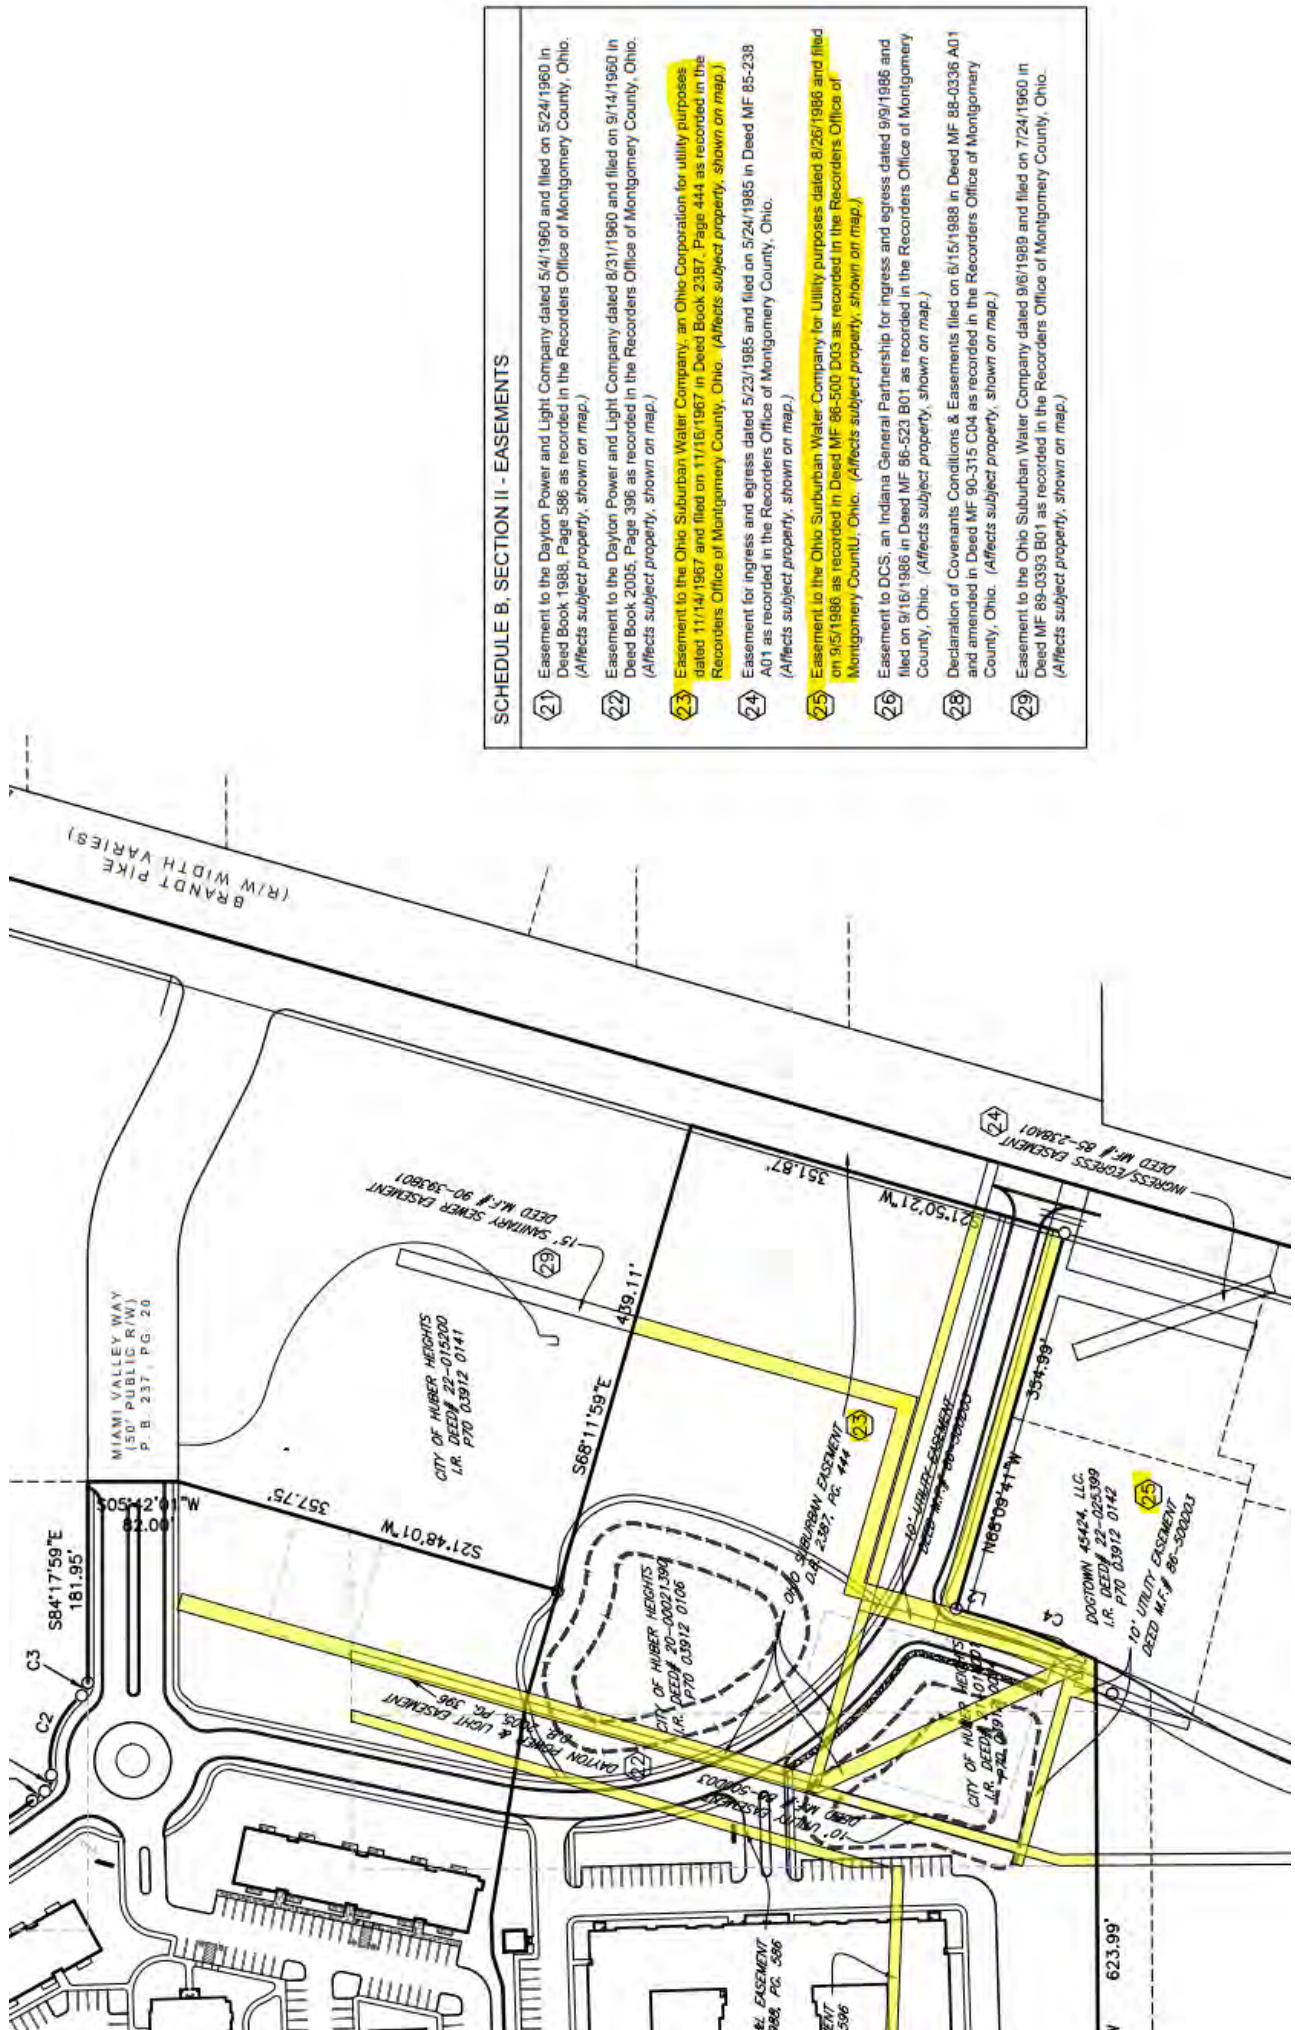 SCHEDULE B, SECTION II - EASEMENTS
21 Easement to the Dayton Power and Light Company dated 5/4/1960 and filed on 5/24/1960 in
Deed Book 1988, Page 586 as recorded in the Recorders Office of Montgomery County, Ohio.
(Affects subject property, shown on map.)
22 Easement to the Dayton Power and Light Company dated 8/31/1960 and filed on 9/14/1960 in
Deed Book 2005, Page 396 as recorded in the Recorders Office of Montgomery County, Ohio.
(Affects subject property, shown on map.)
23 Easement to the Ohio Suburban Water Company, an Ohio Corporation for utility purposes
dated 11/14/1967 and filed on 11/16/1967 in Deed Book 2387, Page 444 as recorded in the
Recorders Office of Montgomery County, Ohio. (Affects subject property, shown on map.)
24 Easement for ingress and egress dated 5/23/1985 and filed on 5/24/1985 in Deed MF 85-238
A01 as recorded in the Recorders Office of Montgomery County, Ohio.
(Affects subject property, shown on map.)
25 Easement to the Ohio Surburban Water Company for Utility purposes dated 8/26/1986 and filed
on 9/5/1986 as recorded in Deed MF 86-500 D03 as recorded in the Recorders Office of
Montgomery CountU, Ohio. (Affects subject property, shown on map.)
26 Easement to DCS, an Indiana General Partnership for ingress and egress dated 9/9/1986 and
filed on 9/16/1986 in Deed MF 86-523 B01 as recorded in the Recorders Office of Montgomery
County, Ohio. (Affects subject property, shown on map.)
28 Declaration of Covenants Conditions & Easements filed on 6/15/1988 in Deed MF 88-0336 A01
and amended in Deed MF 90-315 C04 as recorded in the Recorders Office of Montgomery
County, Ohio. (Affects subject property, shown on map.)
29 Easement to the Ohio Suburban Water Company dated 9/6/1989 and filed on 7/24/1960 in
Deed MF 89-0393 B01 as recorded in the Recorders Office of Montgomery County, Ohio.
(Affects subject property, shown on map.)
BRANDT PIKE
(R/W WIDTH VARIES)
MIAMI VALLEY WAY
(50' PUBLIC R/W)
P. B. 237, PG. 20
S05°42'01"W
82.00'
S84°17'59"E
181.95'
C3
C2
357.75'
S21°48'01"W
CITY OF HUBER HEIGHTS
I.R. DEED# 22-015200
P70 03912 0141
29
15' SANITARY SEWER EASEMENT
DEED M.F.# 90-393B01
439.11'
S68°11'59"E
351.87'
S21°50'21"W
24
INGRESS/EGRESS EASEMENT
DEED MF.# 85-238A01
OHIO SUBURBAN EASEMENT
D.B. 2387, PG. 444
23
10' UTILITY EASEMENT
DEED M.F.# 86-500D03
354.99'
N68°09'41"W
L2
C4
DOGTOWN 45424, LLC.
I.R. DEED# 22-025399
P70 03912 0142
25
10' UTILITY EASEMENT
DEED M.F.# 86-500D03
CITY OF HUBER HEIGHTS
I.R. DEED# 20-00021390
P70 03912 0106
DAYTON POWER & LIGHT EASEMENT
D.B. 2005, PG. 396
22
10' UTILITY EASEMENT
DEED MF.# 86-500D03
CITY OF HUBER HEIGHTS
I.R. DEED#
EASEMENT
PG. 586
623.99'